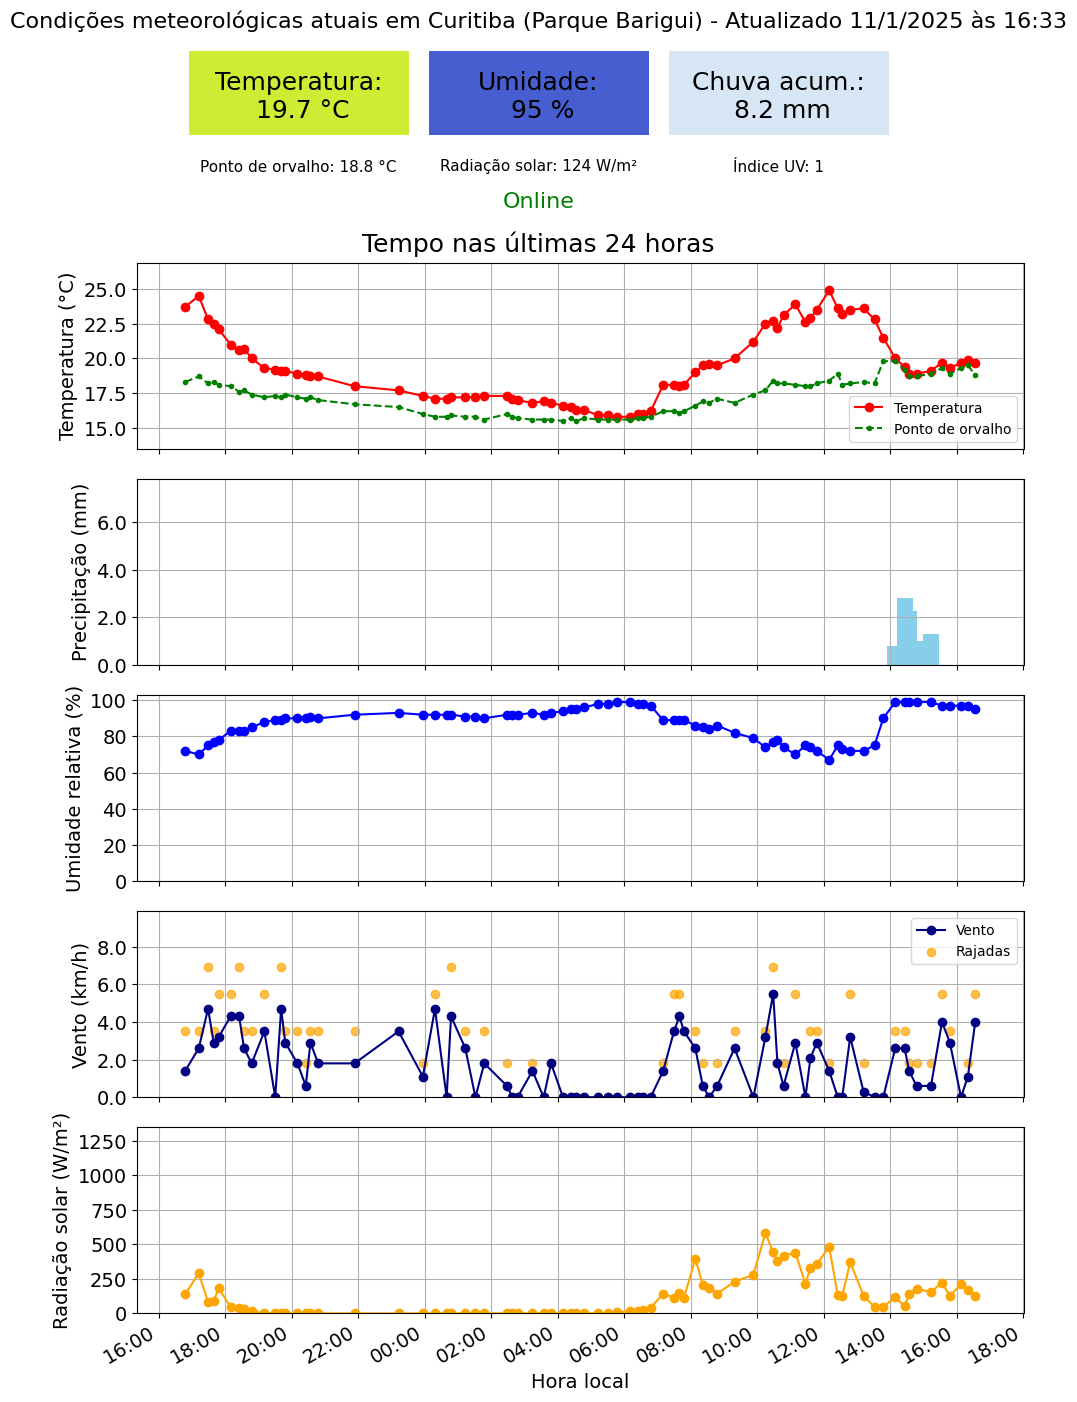 Condições meteorológicas atuais em Curitiba (Parque Barigui) - Atualizado 11/1/2025 às 16:33
Temperatura:
19.7 °C
Umidade:
95 %
Chuva acum.:
8.2 mm
Ponto de orvalho: 18.8 °C
Radiação solar: 124 W/m²
Índice UV: 1
Online
Tempo nas últimas 24 horas
Temperatura (°C)
25.0
22.5
20.0
17.5
15.0
Temperatura
Ponto de orvalho
Precipitação (mm)
6.0
4.0
2.0
0.0
Umidade relativa (%)
100
80
60
40
20
0
Vento (km/h)
8.0
6.0
4.0
2.0
0.0
Vento
Rajadas
Radiação solar (W/m²)
1250
1000
750
500
250
0
16:00
18:00
20:00
22:00
00:00
02:00
04:00
06:00
08:00
10:00
12:00
14:00
16:00
18:00
Hora local